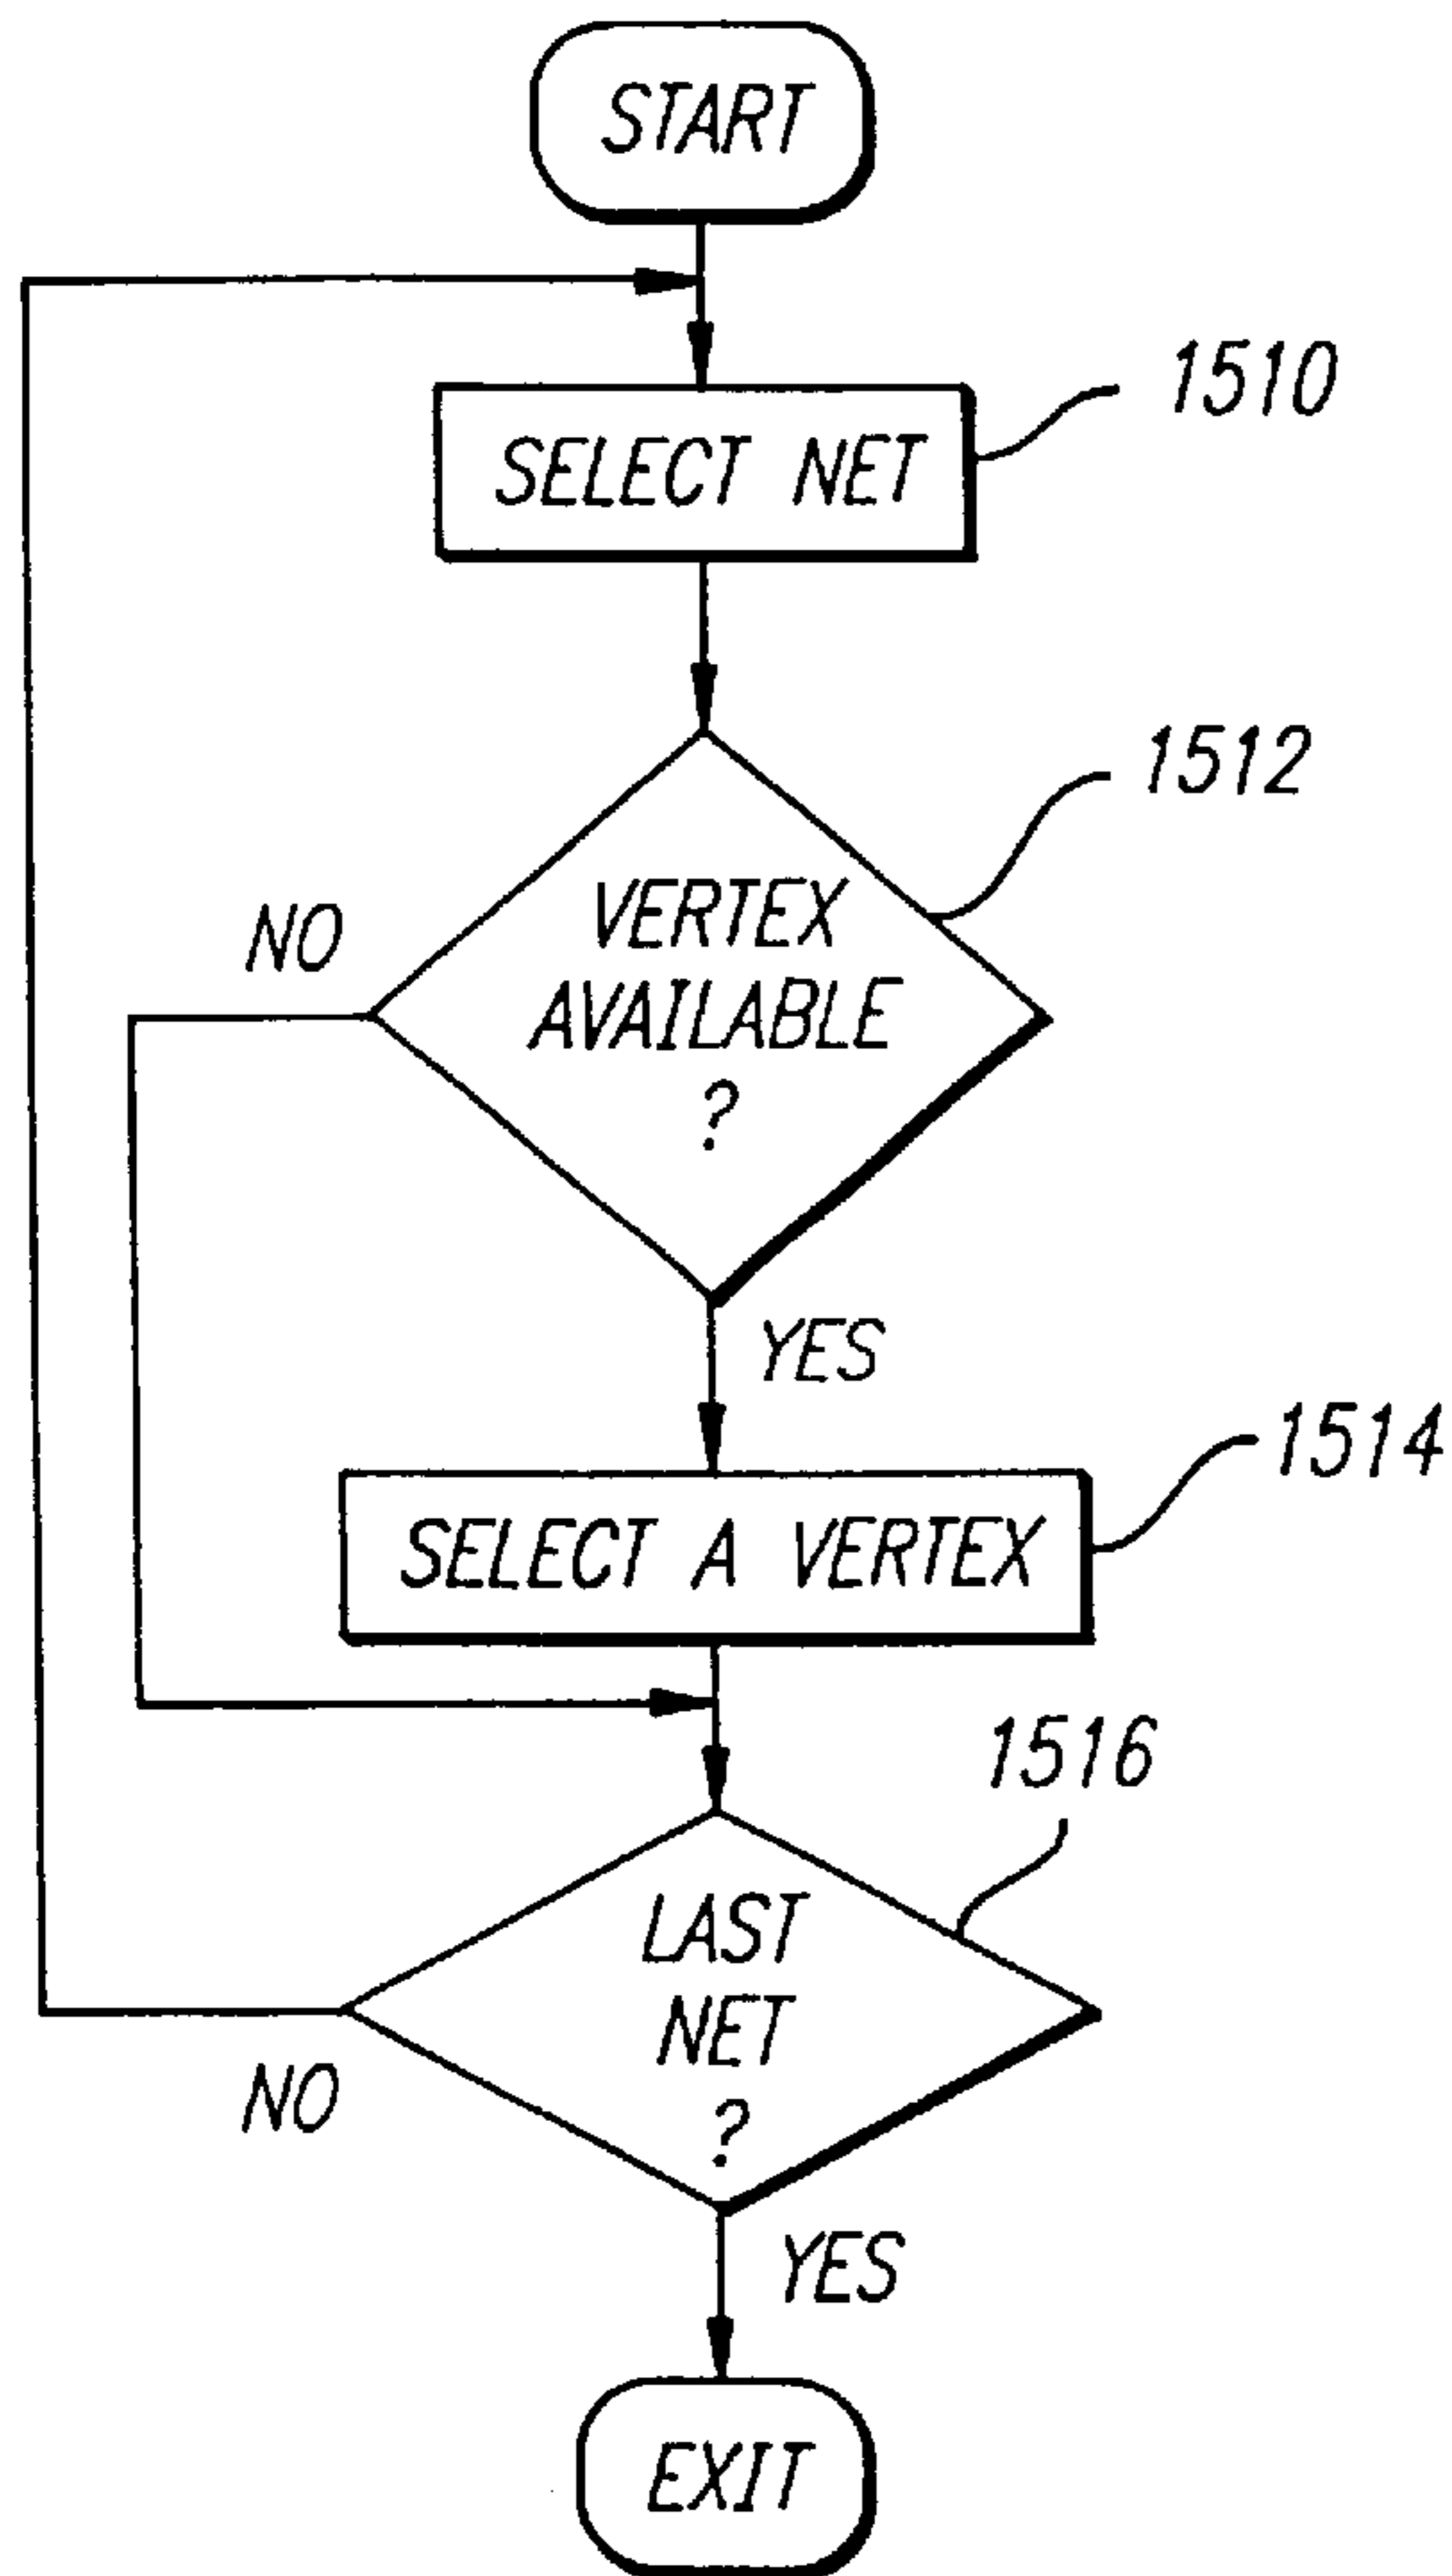 START
1510
SELECT NET
1512
VERTEX
AVAILABLE
?
NO
YES
1514
SELECT A VERTEX
1516
LAST
NET
?
NO
YES
EXIT